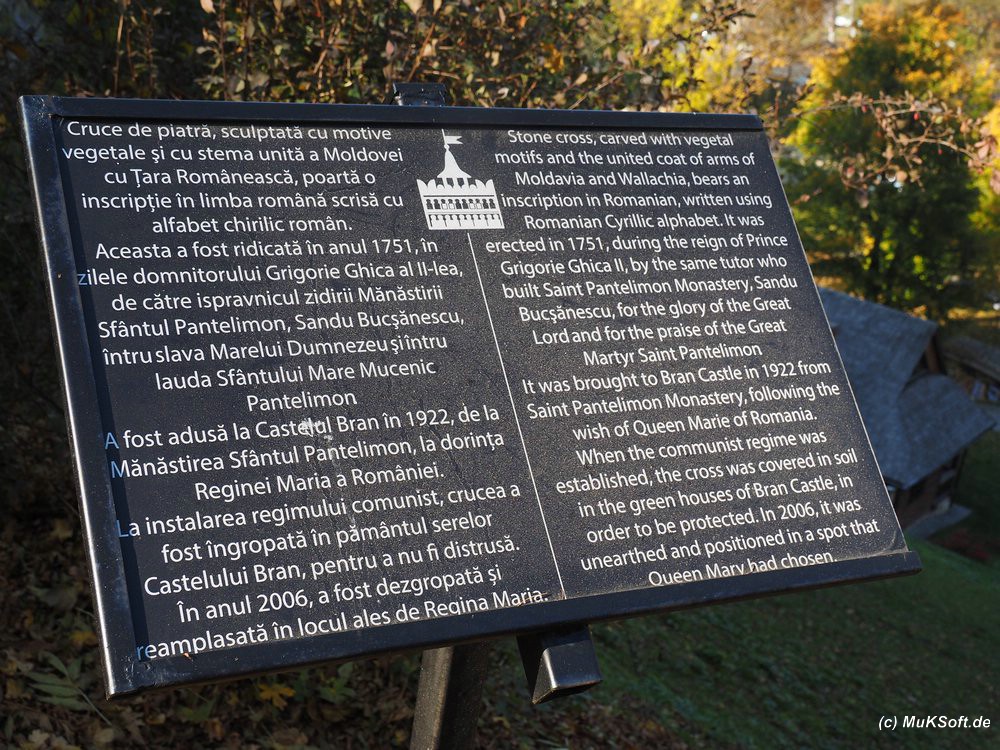 Cruce de piatră, sculptată cu motive
vegetale şi cu stema unită a Moldovei
cu Ţara Românească, poartă o
inscripţie în limba română scrisă cu
alfabet chirilic român.
Aceasta a fost ridicată în anul 1751, în
zilele domnitorului Grigorie Ghica al II-lea,
de către ispravnicul zidirii Mănăstirii
Sfântul Pantelimon, Sandu Bucşănescu,
întru slava Marelui Dumnezeu şi întru
lauda Sfântului Mare Mucenic
Pantelimon
A fost adusă la Castelul Bran în 1922, de la
Mănăstirea Sfântul Pantelimon, la dorinţa
Reginei Maria a României.
La instalarea regimului comunist, crucea a
fost îngropată în pământul serelor
Castelului Bran, pentru a nu fi distrusă.
În anul 2006, a fost dezgropată şi
reamplasată în locul ales de Regina Maria.
Stone cross, carved with vegetal
motifs and the united coat of arms of
Moldavia and Wallachia, bears an
inscription in Romanian, written using
Romanian Cyrillic alphabet. It was
erected in 1751, during the reign of Prince
Grigorie Ghica II, by the same tutor who
built Saint Pantelimon Monastery, Sandu
Bucşănescu, for the glory of the Great
Lord and for the praise of the Great
Martyr Saint Pantelimon
It was brought to Bran Castle in 1922 from
Saint Pantelimon Monastery, following the
wish of Queen Marie of Romania.
When the communist regime was
established, the cross was covered in soil
in the green houses of Bran Castle, in
order to be protected. In 2006, it was
unearthed and positioned in a spot that
Queen Mary had chosen.
(c) MuKSoft.de